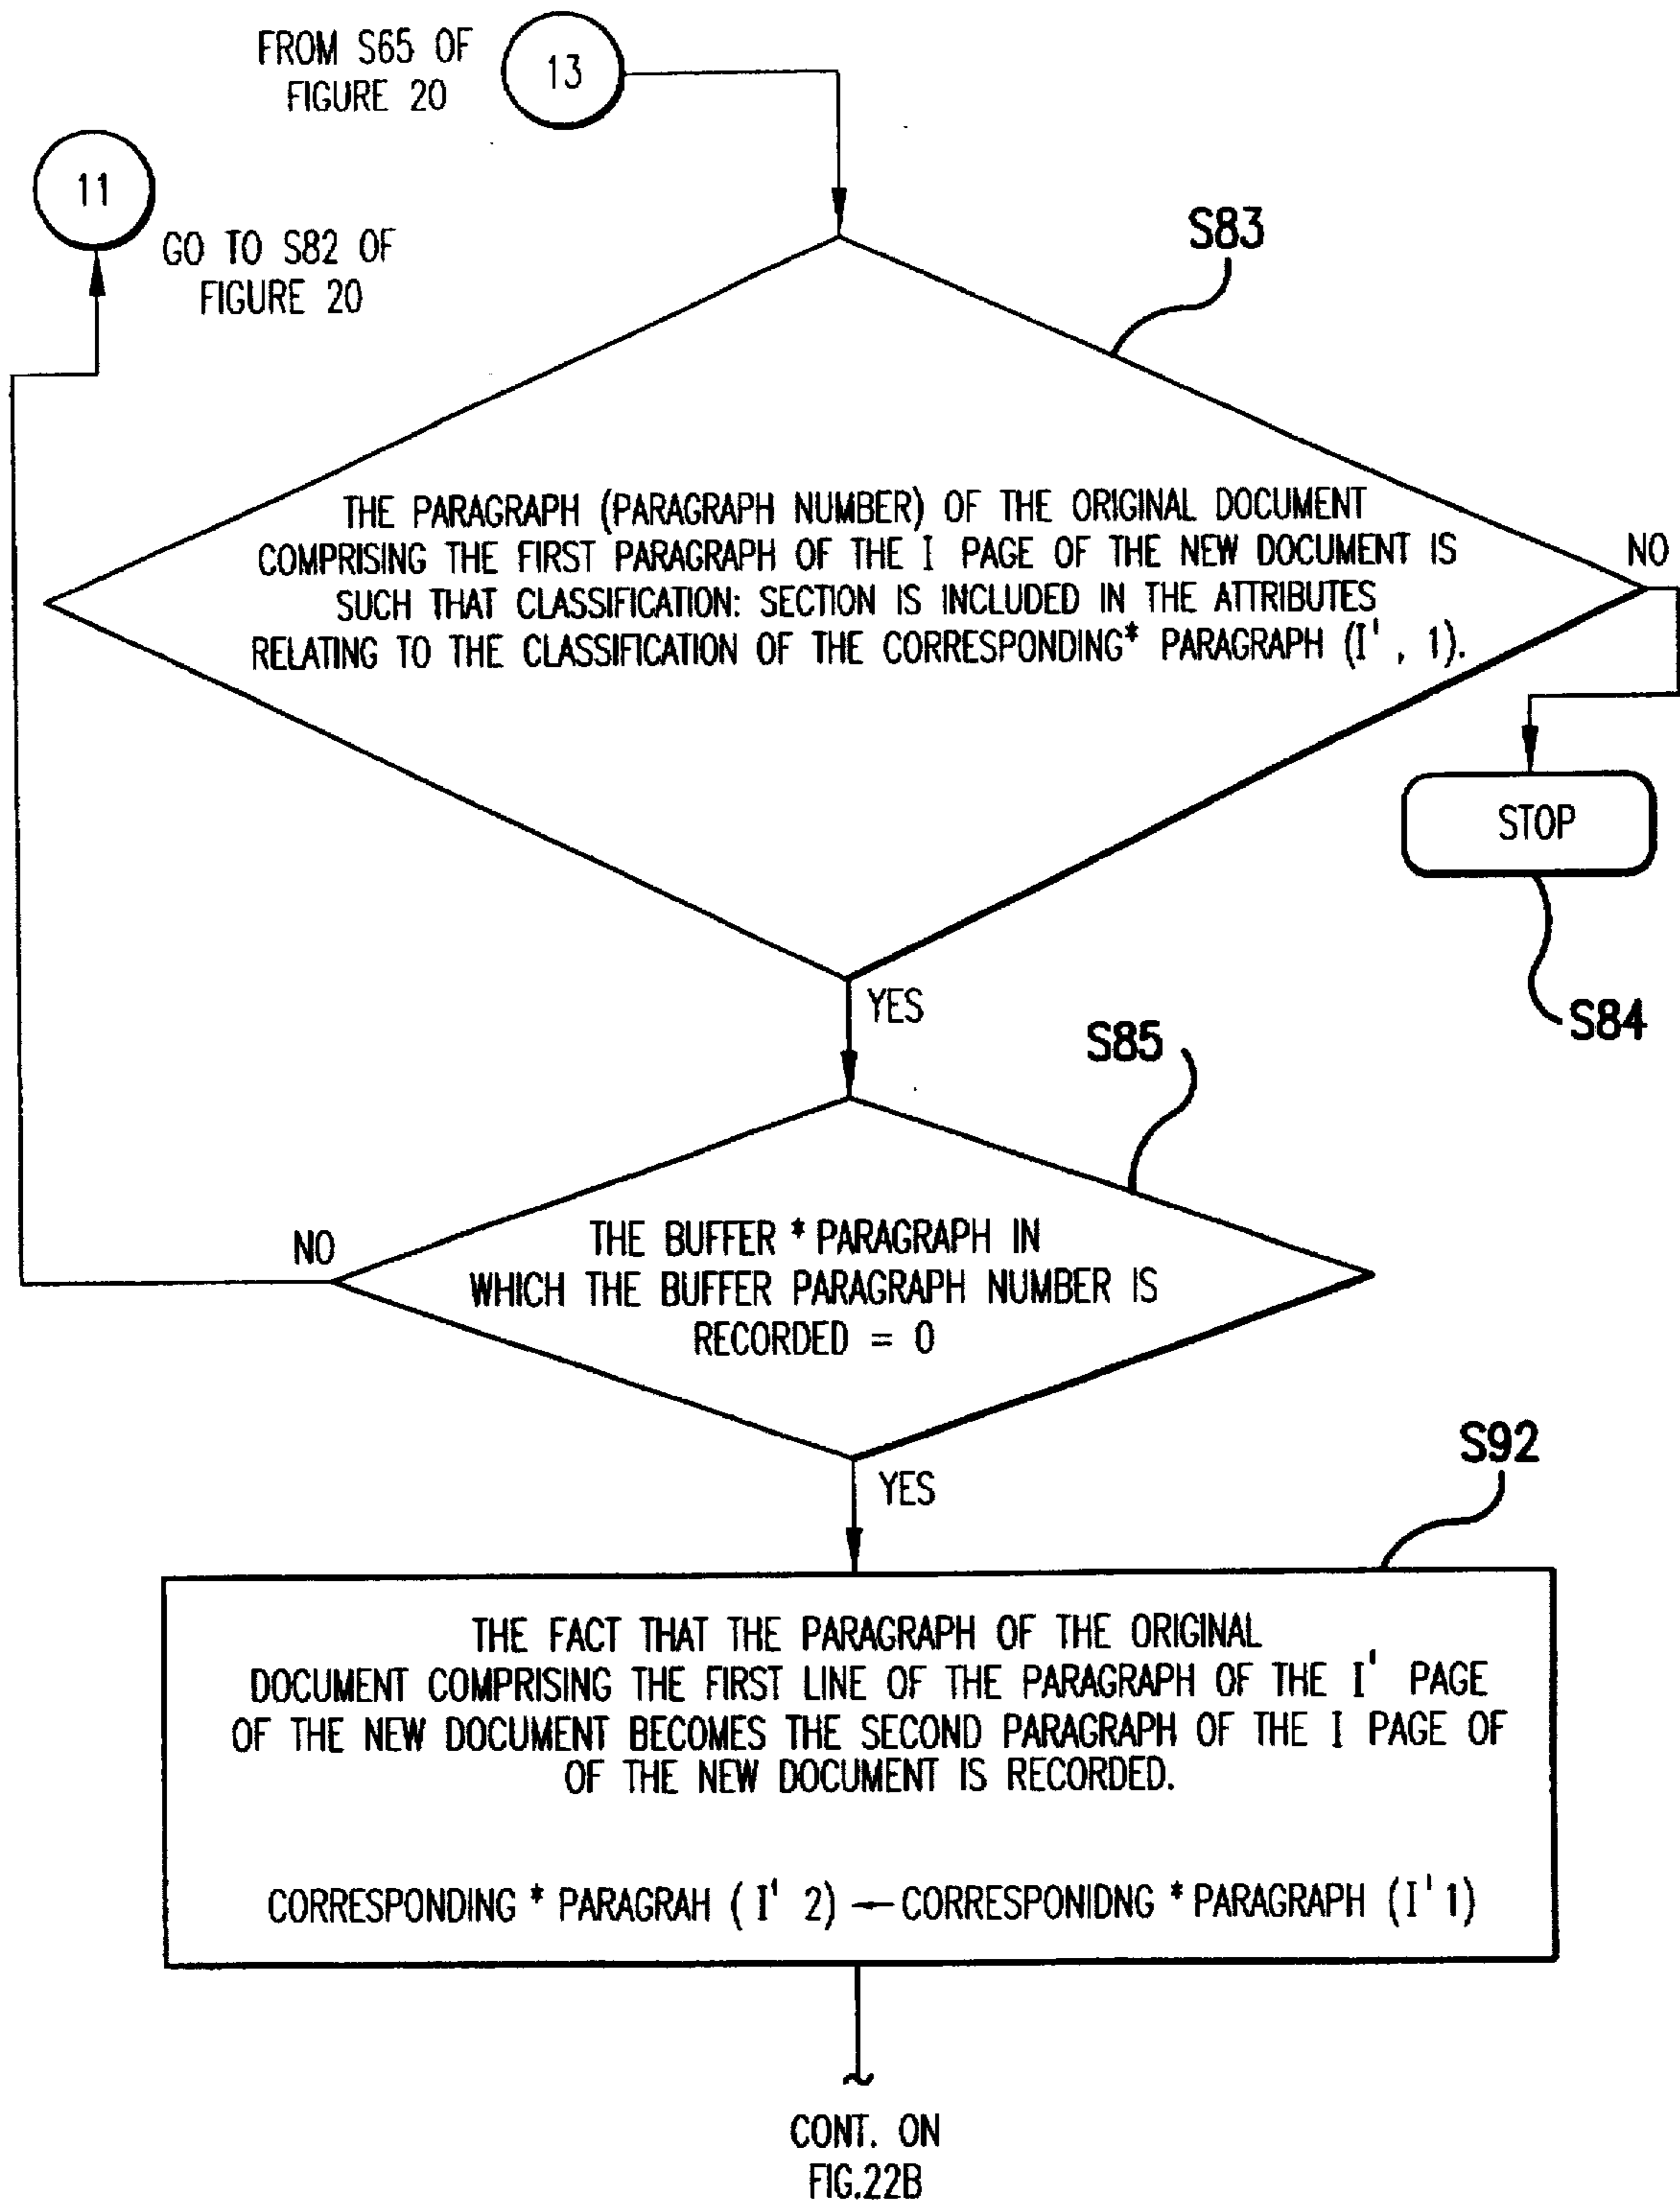 FROM S65 OF
FIGURE 20
13
11
GO TO S82 OF
FIGURE 20
S83
THE PARAGRAPH (PARAGRAPH NUMBER) OF THE ORIGINAL DOCUMENT
COMPRISING THE FIRST PARAGRAPH OF THE I PAGE OF THE NEW DOCUMENT IS
SUCH THAT CLASSIFICATION: SECTION IS INCLUDED IN THE ATTRIBUTES
RELATING TO THE CLASSIFICATION OF THE CORRESPONDING* PARAGRAPH (I' , 1).
NO
STOP
S84
YES
S85
THE BUFFER * PARAGRAPH IN
WHICH THE BUFFER PARAGRAPH NUMBER IS
RECORDED = 0
NO
YES
S92
THE FACT THAT THE PARAGRAPH OF THE ORIGINAL
DOCUMENT COMPRISING THE FIRST LINE OF THE PARAGRAPH OF THE I' PAGE
OF THE NEW DOCUMENT BECOMES THE SECOND PARAGRAPH OF THE I PAGE OF
OF THE NEW DOCUMENT IS RECORDED.
CORRESPONDING * PARAGRAH ( I' 2) ← CORRESPONIDNG * PARAGRAPH (I' 1)
CONT. ON
FIG.22B